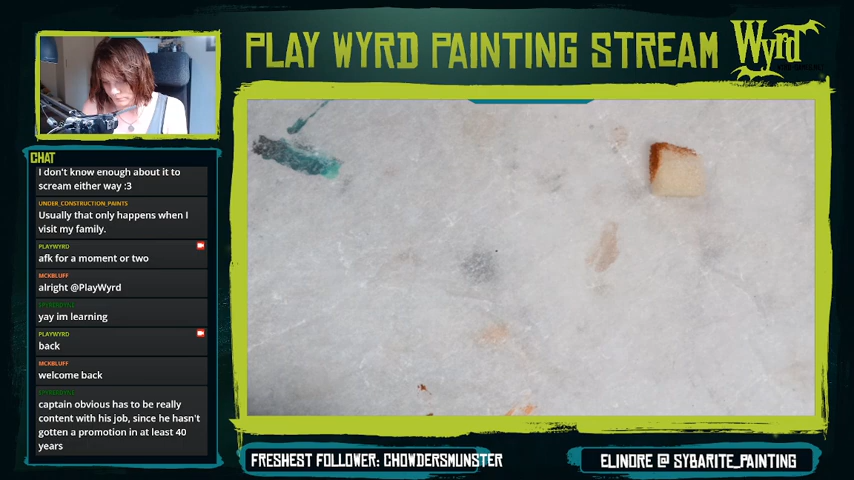 PLAY WYRD PAINTING STREAM
Wyrd
CHAT
I don't know enough about it to
scream either way :3
UNDER_CONSTRUCTION_PAINTS
Usually that only happens when I
visit my family.
PLAYWYRD
afk for a moment or two
MCKBLUFF
alright @PlayWyrd
yay im learning
PLAYWYRD
back
MCKBLUFF
welcome back
captain obvious has to be really
content with his job, since he hasn't
gotten a promotion in at least 40
years
FRESHEST FOLLOWER: CHOWDERSMUNSTER
ELINORE @ SYBARITE_PAINTING